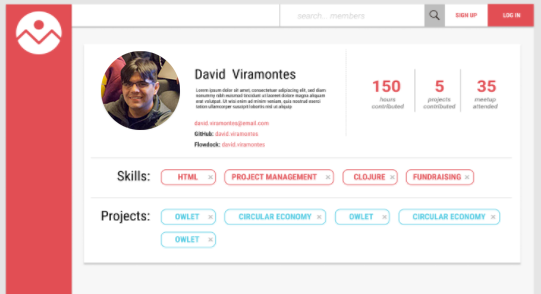 search... members
SIGN UP
LOG IN
David Viramontes
Lorem ipsum dolor sit amet, consectetuer adipiscing elit, sed diam
nonummy nibh euismod tincidunt ut laoreet dolore magna aliquam
erat volutpat. Ut wisi enim ad minim veniam, quis nostrud exerci
tation ullamcorper suscipit lobortis nisl ut aliquip
david.viramontes@email.com
GitHub: david.viramontes
Flowdock: david.viramontes
150
hours
contributed
5
projects
contributed
35
meetup
attended
Skills:
HTML ×
PROJECT MANAGEMENT ×
CLOJURE ×
FUNDRAISING ×
Projects:
OWLET ×
CIRCULAR ECONOMY ×
OWLET ×
CIRCULAR ECONOMY ×
OWLET ×